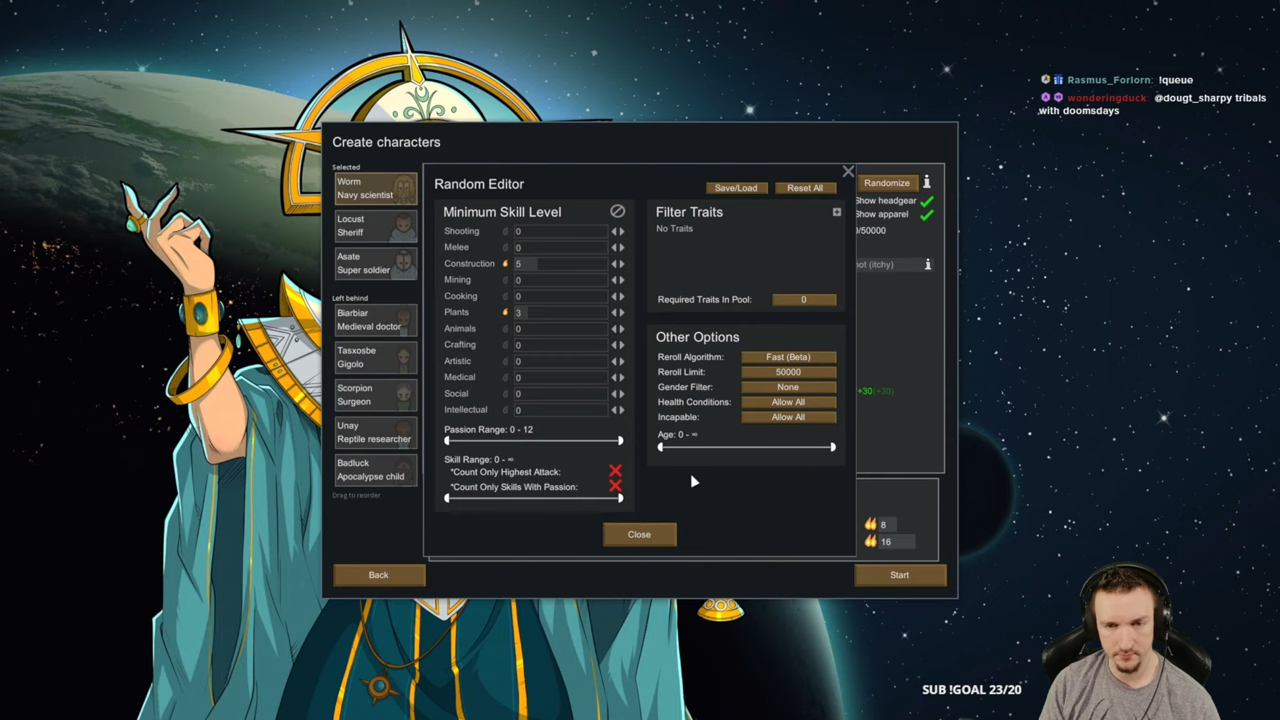 Rasmus_Forlorn: !queue
wonderingduck: @dougt_sharpy tribals
with doomsdays
Create characters
Selected
Worm
Navy scientist
Locust
Sheriff
Asate
Super soldier
Left behind
Biarbiar
Medieval doctor
Tasxosbe
Gigolo
Scorpion
Surgeon
Unay
Reptile researcher
Badluck
Apocalypse child
Drag to reorder
Random Editor
Save/Load
Reset All
Minimum Skill Level
Shooting 0
Melee 0
Construction 5
Mining 0
Cooking 0
Plants 3
Animals 0
Crafting 0
Artistic 0
Medical 0
Social 0
Intellectual 0
Passion Range: 0 - 12
Skill Range: 0 - ∞
*Count Only Highest Attack:
*Count Only Skills With Passion:
Filter Traits
No Traits
Required Traits In Pool: 0
Other Options
Reroll Algorithm: Fast (Beta)
Reroll Limit: 50000
Gender Filter: None
Health Conditions: Allow All
Incapable: Allow All
Age: 0 - ∞
Close
Randomize
Show headgear
Show apparel
/50000
not (itchy)
+30 (+30)
8
16
Back
Start
SUB !GOAL 23/20